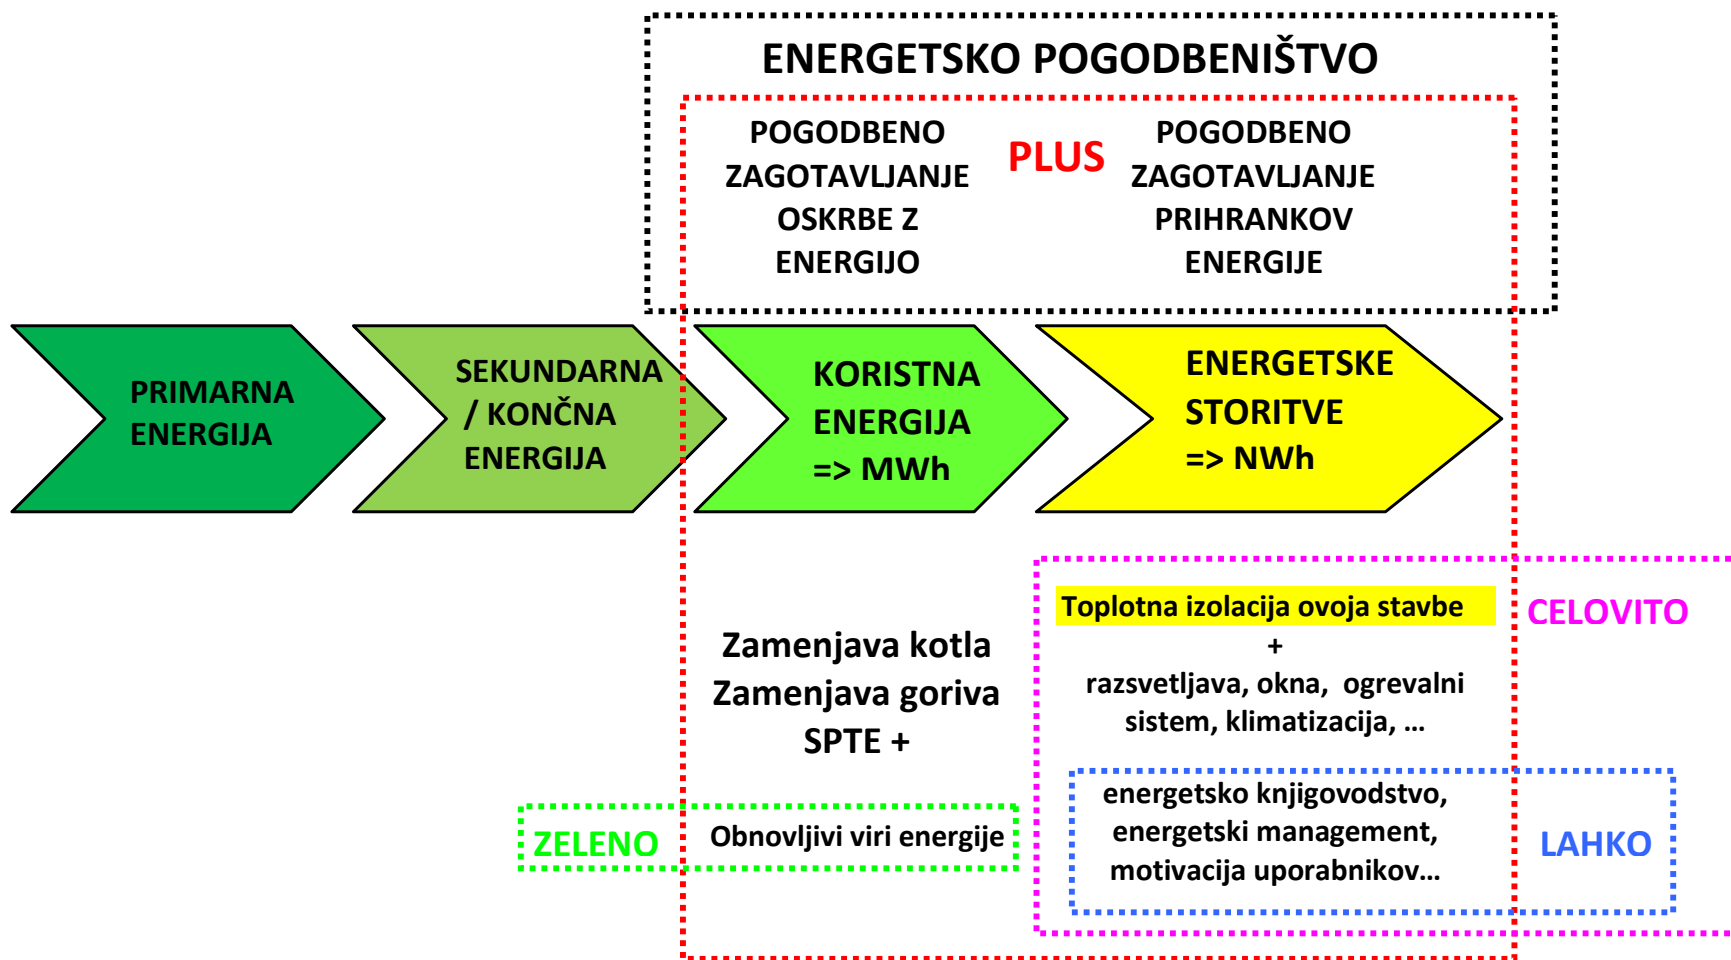 ENERGETSKO POGODBENIŠTVO
POGODBENO
ZAGOTAVLJANJE
OSKRBE Z
ENERGIJO
PLUS
POGODBENO
ZAGOTAVLJANJE
PRIHRANKOV
ENERGIJE
PRIMARNA
ENERGIJA
SEKUNDARNA
/ KONČNA
ENERGIJA
KORISTNA
ENERGIJA
=> MWh
ENERGETSKE
STORITVE
=> NWh
Zamenjava kotla
Zamenjava goriva
SPTE +
ZELENO
Obnovljivi viri energije
Toplotna izolacija ovoja stavbe
+
razsvetljava, okna, ogrevalni
sistem, klimatizacija, ...
CELOVITO
energetsko knjigovodstvo,
energetski management,
motivacija uporabnikov...
LAHKO